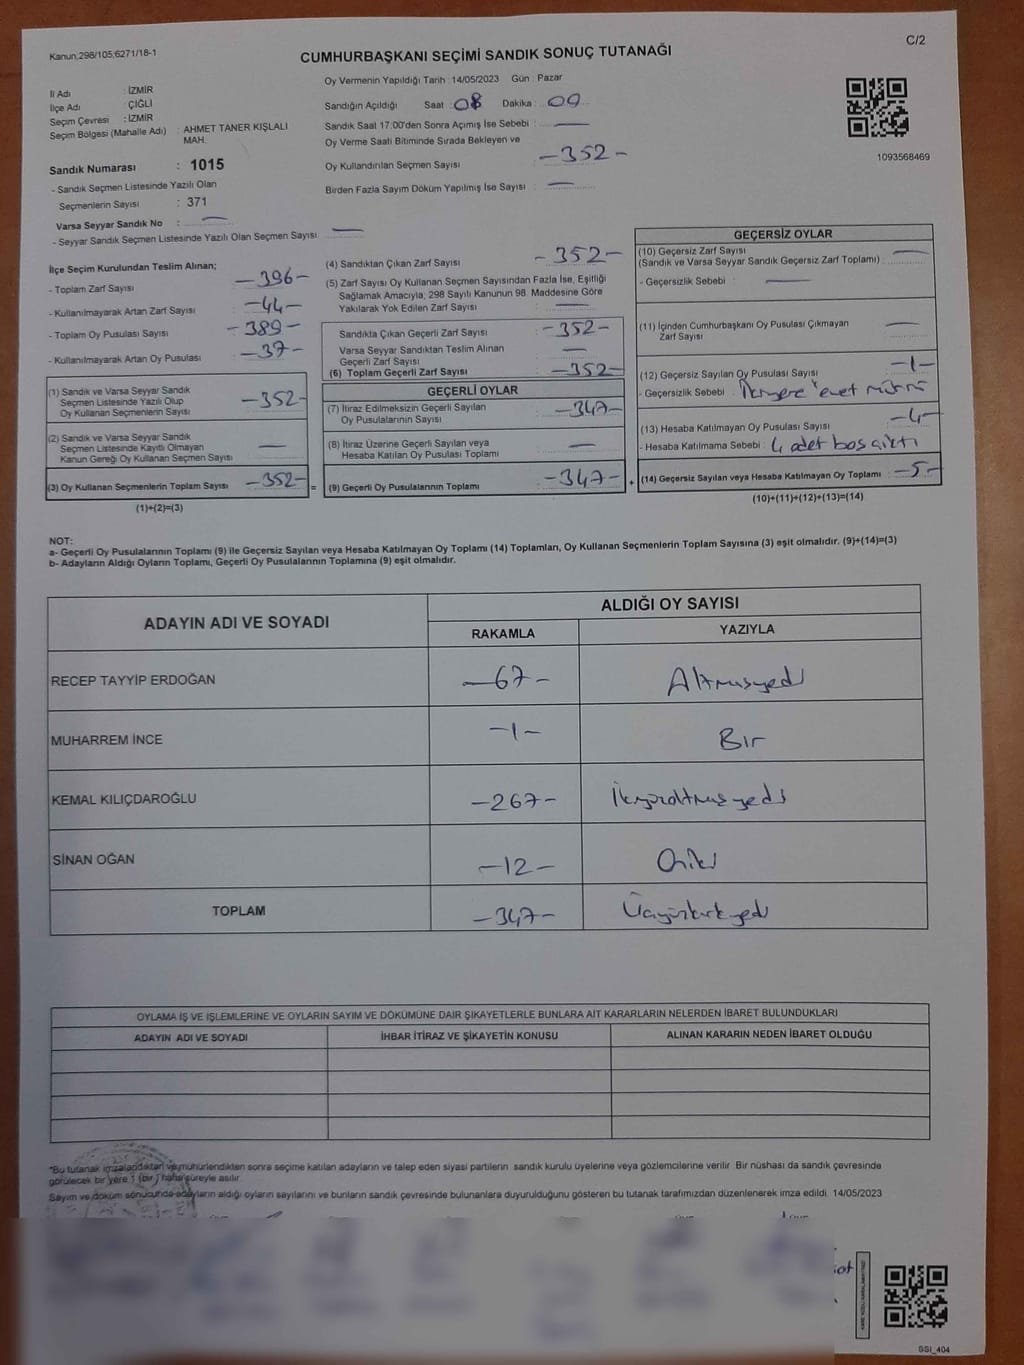 Kanun;298/105;6271/18-1
C/2
CUMHURBAŞKANI SEÇİMİ SANDIK SONUÇ TUTANAĞI
İl Adı : İZMİR
İlçe Adı : ÇİĞLİ
Seçim Çevresi : İZMİR
Seçim Bölgesi (Mahalle Adı) : AHMET TANER KIŞLALI MAH.
Sandık Numarası : 1015
- Sandık Seçmen Listesinde Yazılı Olan
Seçmenlerin Sayısı : 371
Varsa Seyyar Sandık No : —
- Seyyar Sandık Seçmen Listesinde Yazılı Olan Seçmen Sayısı: —
Oy Vermenin Yapıldığı Tarih : 14/05/2023 Gün : Pazar
Sandığın Açıldığı Saat : 08 Dakika : 00
Sandık Saat 17:00'den Sonra Açımış İse Sebebi : —
Oy Verme Saati Bitiminde Sırada Bekleyen ve
Oy Kullandırılan Seçmen Sayısı : -352-
Birden Fazla Sayım Döküm Yapılmış İse Sayısı : —
1093568469
İlçe Seçim Kurulundan Teslim Alınan;
- Toplam Zarf Sayısı -396-
- Kullanılmayarak Artan Zarf Sayısı -44-
- Toplam Oy Pusulası Sayısı -389-
- Kullanılmayarak Artan Oy Pusulası -37-
(1) Sandık ve Varsa Seyyar Sandık
Seçmen Listesinde Yazılı Olup
Oy Kullanan Seçmenlerin Sayısı -352-
(2) Sandık ve Varsa Seyyar Sandık
Seçmen Listesinde Kayıtlı Olmayan
Kanun Gereği Oy Kullanan Seçmen Sayısı —
(3) Oy Kullanan Seçmenlerin Toplam Sayısı -352- =
(1)+(2)=(3)
(4) Sandıktan Çıkan Zarf Sayısı -352-
(5) Zarf Sayısı Oy Kullanan Seçmen Sayısından Fazla İse, Eşitliği
Sağlamak Amacıyla; 298 Sayılı Kanunun 98. Maddesine Göre
Yakılarak Yok Edilen Zarf Sayısı —
Sandıkta Çıkan Geçerli Zarf Sayısı -352-
Varsa Seyyar Sandıktan Teslim Alınan
Geçerli Zarf Sayısı —
(6) Toplam Geçerli Zarf Sayısı -352-
GEÇERLİ OYLAR
(7) İtiraz Edilmeksizin Geçerli Sayılan
Oy Pusulalarının Sayısı -347-
(8) İtiraz Üzerine Geçerli Sayılan veya
Hesaba Katılan Oy Pusulası Toplamı —
(9) Geçerli Oy Pusulalarının Toplamı -347- +
GEÇERSİZ OYLAR
(10) Geçersiz Zarf Sayısı
(Sandık ve Varsa Seyyar Sandık Geçersiz Zarf Toplamı) : —
- Geçersizlik Sebebi : —
(11) İçinden Cumhurbaşkanı Oy Pusulası Çıkmayan
Zarf Sayısı —
(12) Geçersiz Sayılan Oy Pusulası Sayısı -1-
- Geçersizlik Sebebi : İki yere "evet mührü
(13) Hesaba Katılmayan Oy Pusulası Sayısı -4-
- Hesaba Katılmama Sebebi : 4 adet boş çıktı
(14) Geçersiz Sayılan veya Hesaba Katılmayan Oy Toplamı -5-
(10)+(11)+(12)+(13)=(14)
NOT:
a- Geçerli Oy Pusulalarının Toplamı (9) ile Geçersiz Sayılan veya Hesaba Katılmayan Oy Toplamı (14) Toplamları, Oy Kullanan Seçmenlerin Toplam Sayısına (3) eşit olmalıdır. (9)+(14)=(3)
b- Adayların Aldığı Oyların Toplamı, Geçerli Oy Pusulalarının Toplamına (9) eşit olmalıdır.
ADAYIN ADI VE SOYADI
ALDIĞI OY SAYISI
RAKAMLA YAZIYLA
RECEP TAYYİP ERDOĞAN -67- Altmışyedi
MUHARREM İNCE -1- Bir
KEMAL KILIÇDAROĞLU -267- İkiyüzaltmışyedi
SİNAN OĞAN -12- Oniki
TOPLAM -347- Üçyüzkırkyedi
OYLAMA İŞ VE İŞLEMLERİNE VE OYLARIN SAYIM VE DÖKÜMÜNE DAİR ŞİKAYETLERLE BUNLARA AİT KARARLARIN NELERDEN İBARET BULUNDUKLARI
ADAYIN ADI VE SOYADI İHBAR İTİRAZ VE ŞİKAYETİN KONUSU ALINAN KARARIN NEDEN İBARET OLDUĞU
*Bu tutanak imzalandıktan ve mühürlendikten sonra seçime katılan adayların ve talep eden siyasi partilerin sandık kurulu üyelerine veya gözlemcilerine verilir. Bir nüshası da sandık çevresinde
görülecek bir yere 1 (bir) hafta süreyle asılır.
Sayım ve döküm sonucunda adayların aldığı oyların sayılarını ve bunların sandık çevresinde bulunanlara duyurulduğunu gösteren bu tutanak tarafımızdan düzenlenerek imza edildi. 14/05/2023
SSI_404